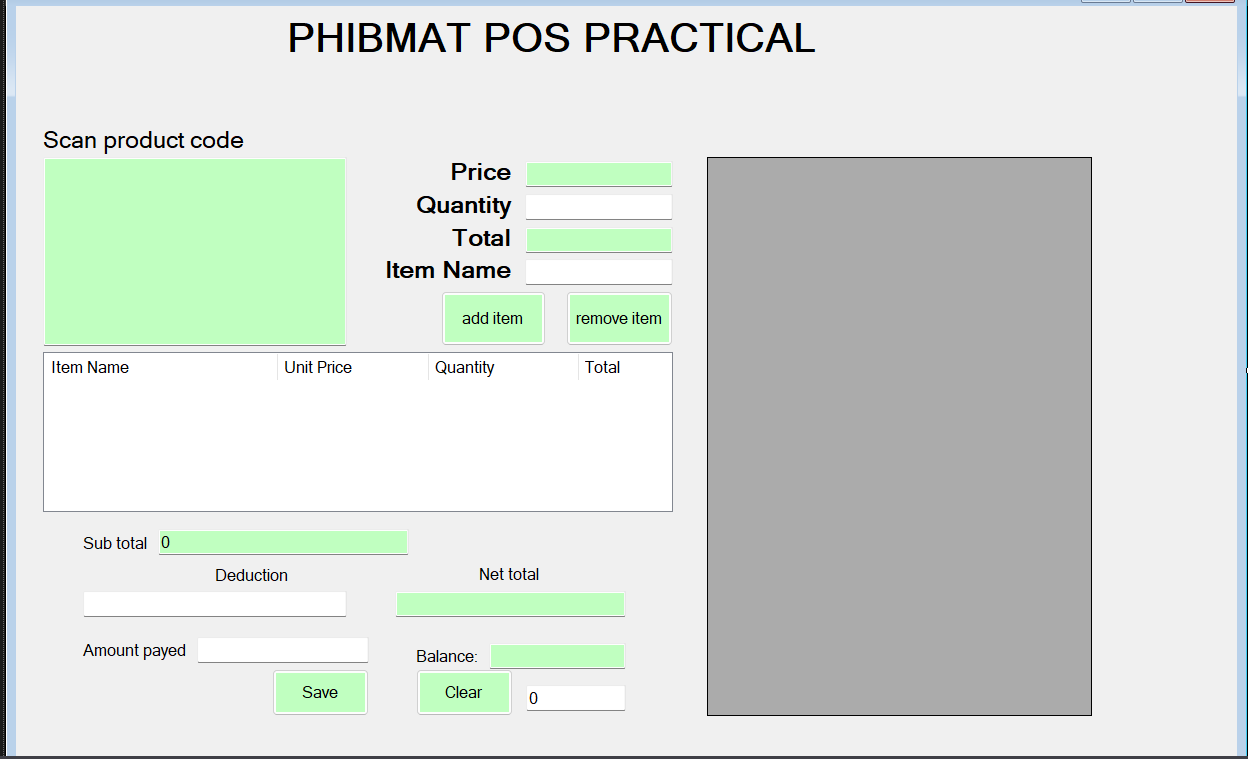 PHIBMAT POS PRACTICAL
Scan product code
Price
Quantity
Total
Item Name
add item remove item
Item Name Unit Price Quantity Total
Sub total 0
Deduction Net total
Amount payed Balance:
Save Clear 0